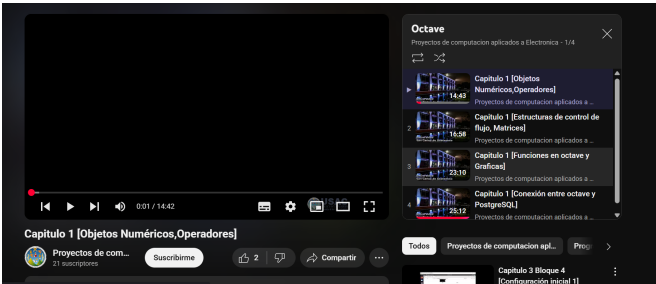 Octave
Proyectos de computacion aplicados a Electronica - 1/4
Capitulo 1 [Objetos
Numéricos,Operadores]
14:43
Proyectos de computacion aplicados a ...
2
Capitulo 1 [Estructuras de control de
flujo, Matrices]
16:58
Proyectos de computacion aplicados a ...
3
Capitulo 1 [Funciones en octave y
Graficas]
23:10
Proyectos de computacion aplicados a ...
4
Capitulo 1 [Conexión entre octave y
PostgreSQL]
25:12
Proyectos de computacion aplicados a ...
0:01 / 14:42
USAC
Capitulo 1 [Objetos Numéricos,Operadores]
Proyectos de com...
21 suscriptores
Suscribirme
2
Compartir
Todos
Proyectos de computacion apl...
Prog
Capitulo 3 Bloque 4
[Configuración inicial 1]